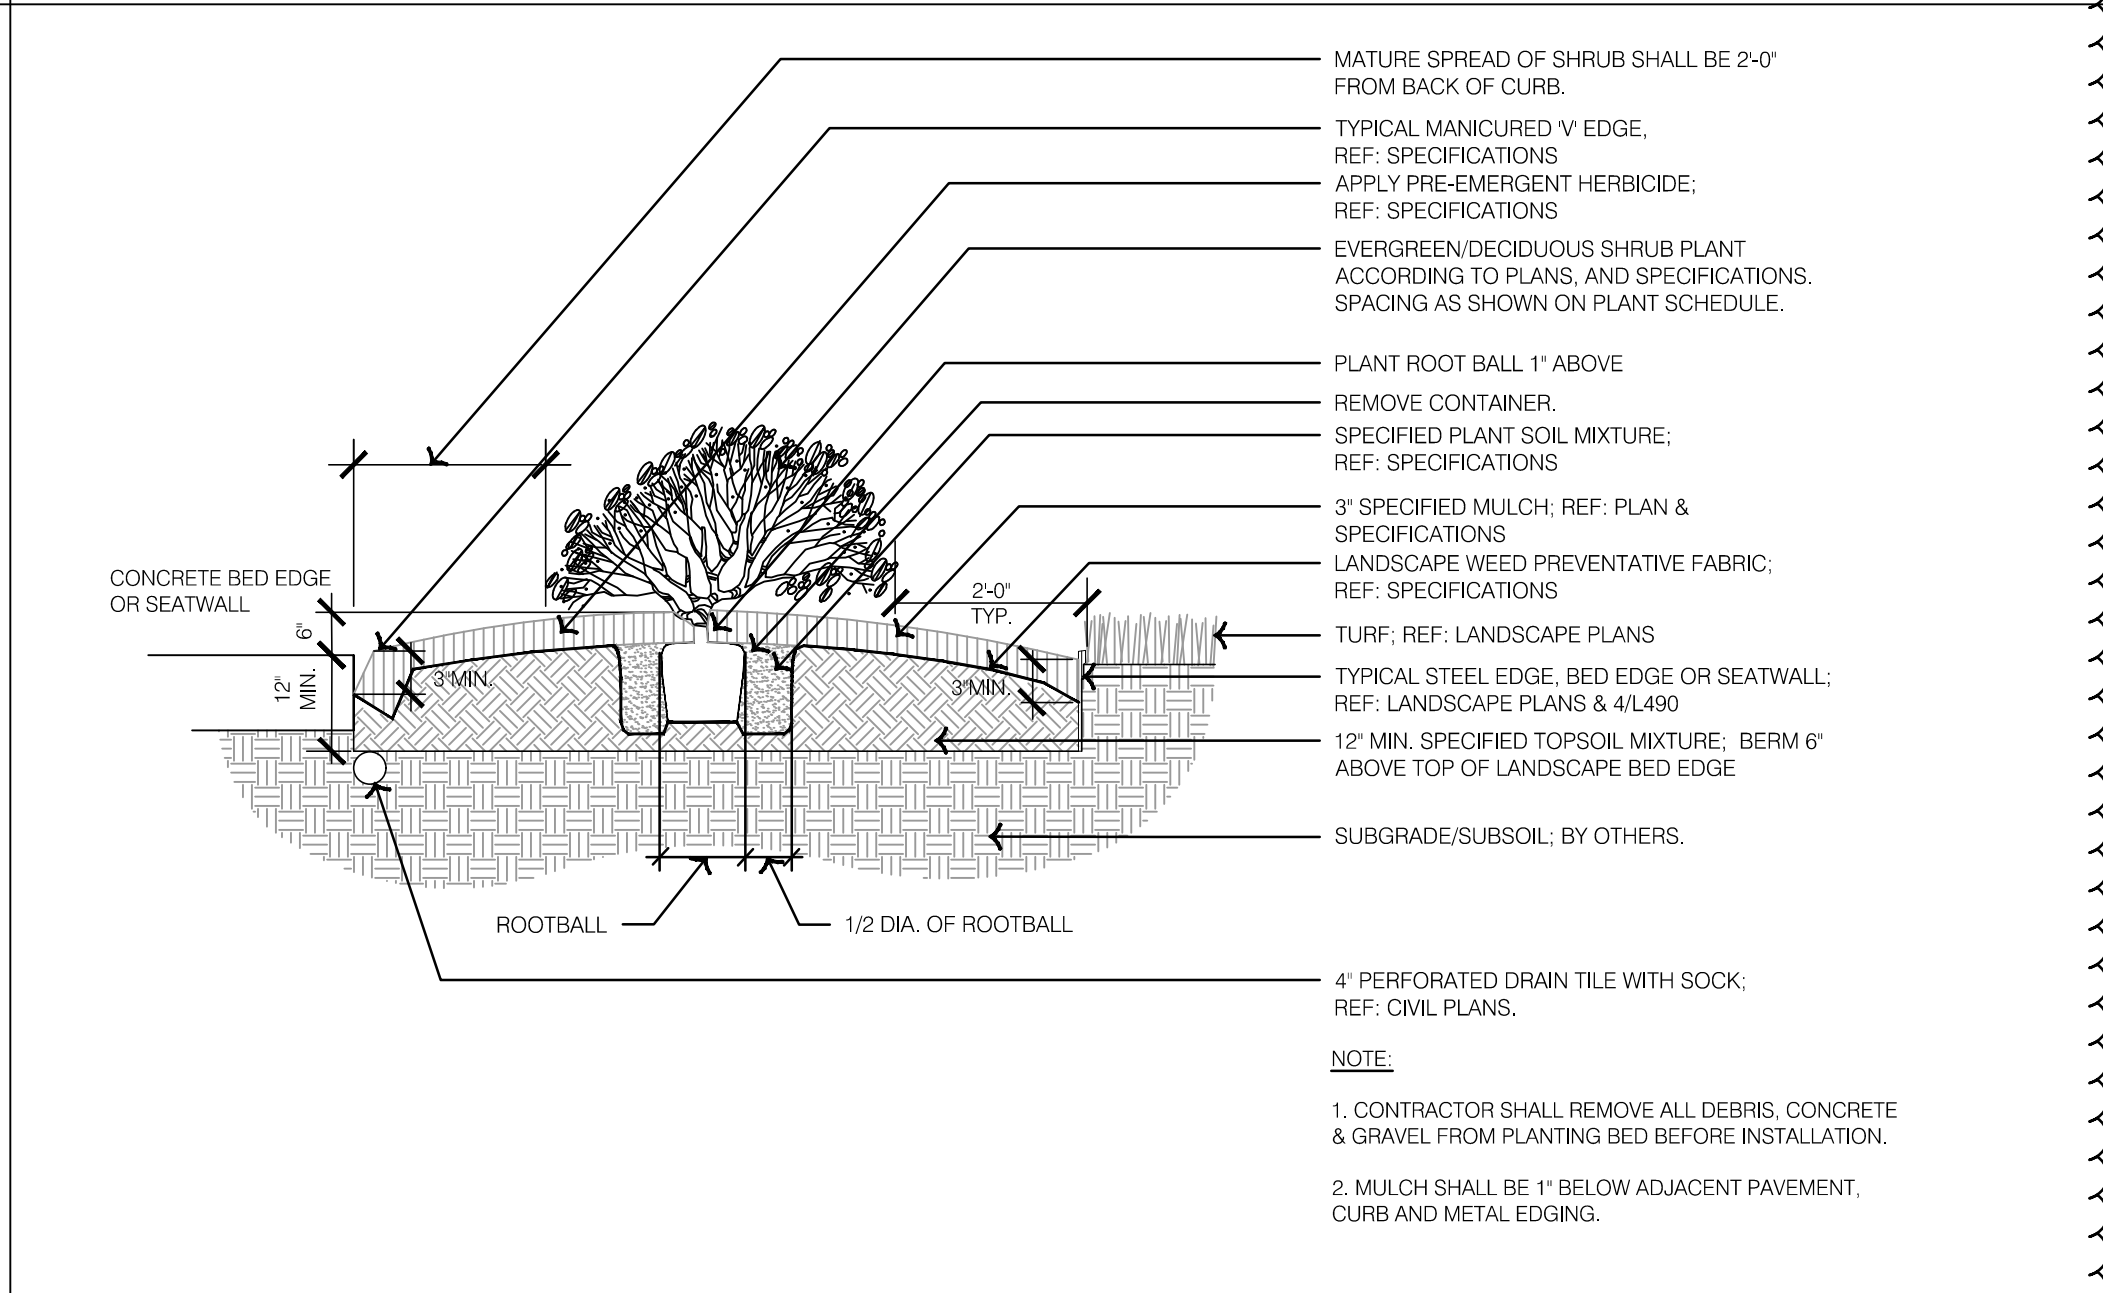 MATURE SPREAD OF SHRUB SHALL BE 2'-0"
FROM BACK OF CURB.
TYPICAL MANICURED 'V' EDGE,
REF: SPECIFICATIONS
APPLY PRE-EMERGENT HERBICIDE;
REF: SPECIFICATIONS
EVERGREEN/DECIDUOUS SHRUB PLANT
ACCORDING TO PLANS, AND SPECIFICATIONS.
SPACING AS SHOWN ON PLANT SCHEDULE.
PLANT ROOT BALL 1" ABOVE
REMOVE CONTAINER.
SPECIFIED PLANT SOIL MIXTURE;
REF: SPECIFICATIONS
3" SPECIFIED MULCH; REF: PLAN &
SPECIFICATIONS
LANDSCAPE WEED PREVENTATIVE FABRIC;
REF: SPECIFICATIONS
TURF; REF: LANDSCAPE PLANS
TYPICAL STEEL EDGE, BED EDGE OR SEATWALL;
REF: LANDSCAPE PLANS & 4/L490
12" MIN. SPECIFIED TOPSOIL MIXTURE; BERM 6"
ABOVE TOP OF LANDSCAPE BED EDGE
SUBGRADE/SUBSOIL; BY OTHERS.
CONCRETE BED EDGE
OR SEATWALL
6"
12"
MIN.
3"MIN.
2'-0"
TYP.
3"MIN.
ROOTBALL
1/2 DIA. OF ROOTBALL
4" PERFORATED DRAIN TILE WITH SOCK;
REF: CIVIL PLANS.
NOTE:
1. CONTRACTOR SHALL REMOVE ALL DEBRIS, CONCRETE
& GRAVEL FROM PLANTING BED BEFORE INSTALLATION.
2. MULCH SHALL BE 1" BELOW ADJACENT PAVEMENT,
CURB AND METAL EDGING.